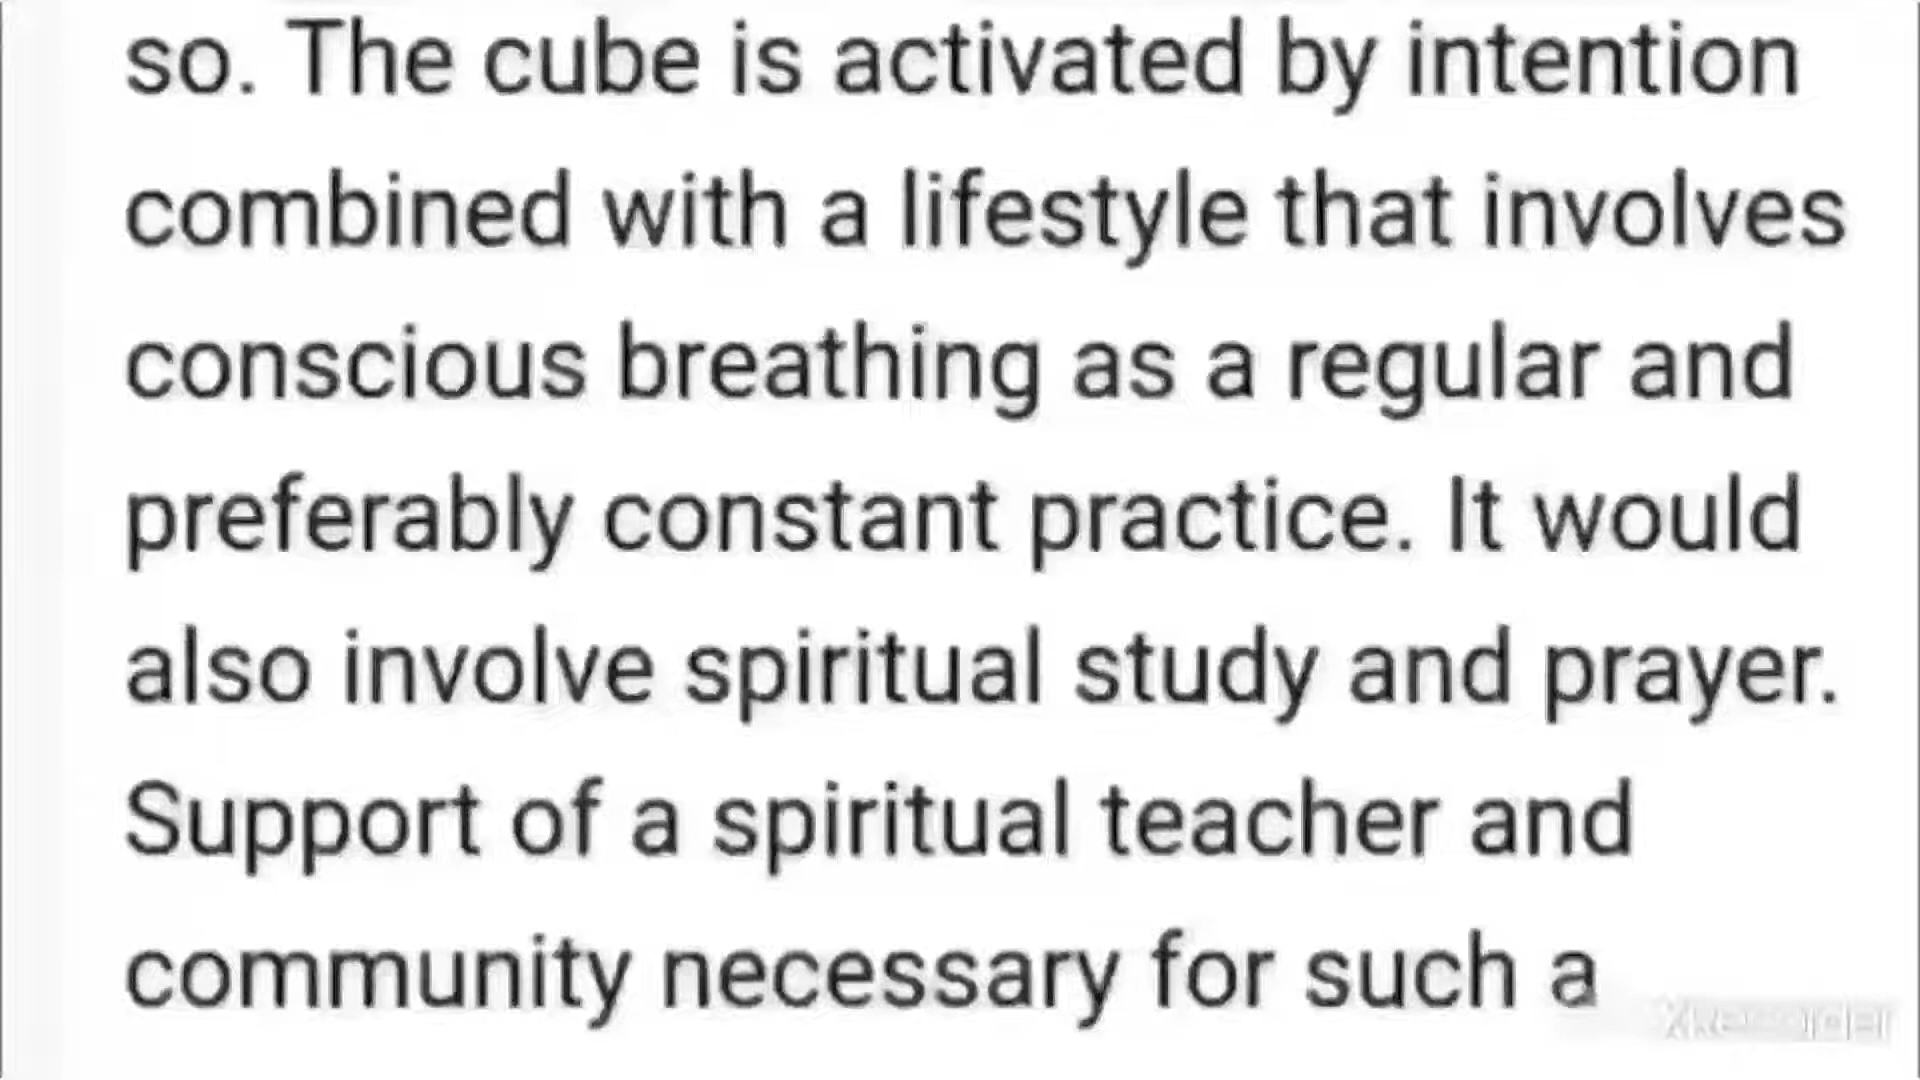 so. The cube is activated by intention
combined with a lifestyle that involves
conscious breathing as a regular and
preferably constant practice. It would
also involve spiritual study and prayer.
Support of a spiritual teacher and
community necessary for such a
XRecorder